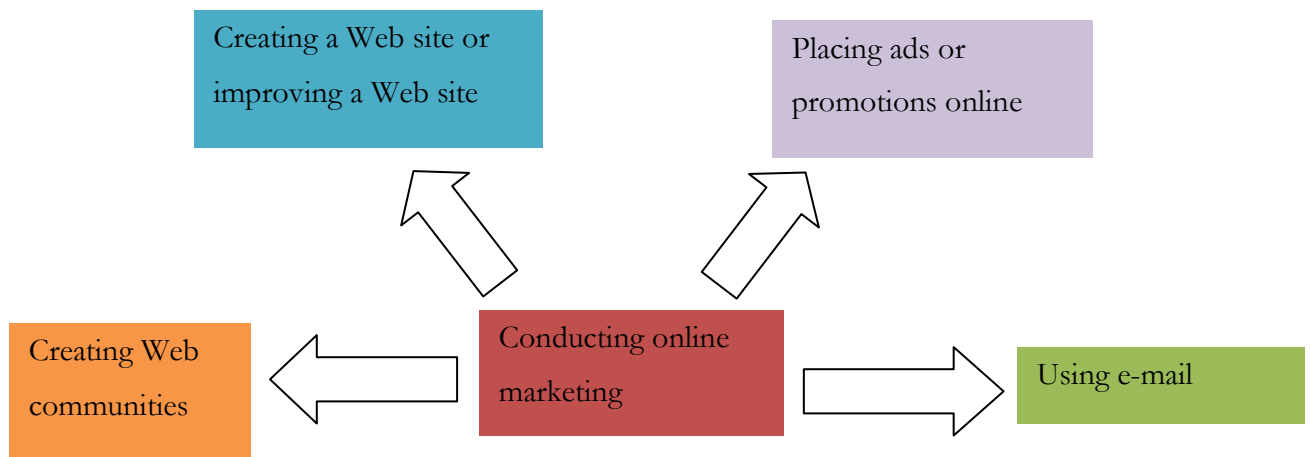 Creating a Web site or
improving a Web site
Placing ads or
promotions online
Creating Web
communities
Conducting online
marketing
Using e-mail